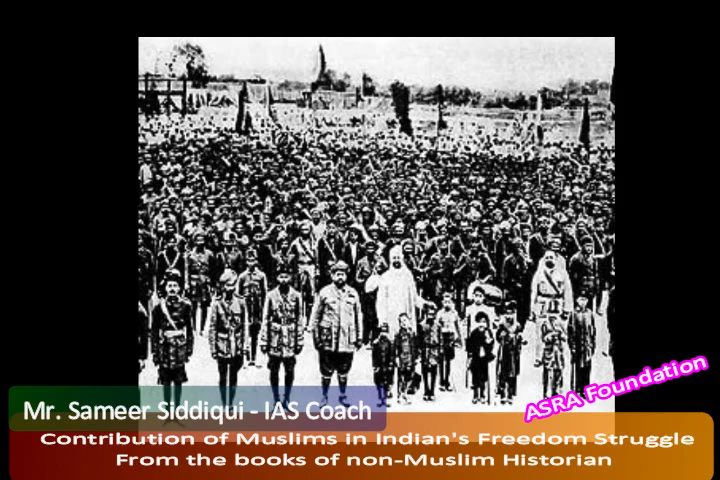 Mr. Sameer Siddiqui - IAS Coach
ASRA Foundation
Contribution of Muslims in Indian's Freedom Struggle
From the books of non-Muslim Historian